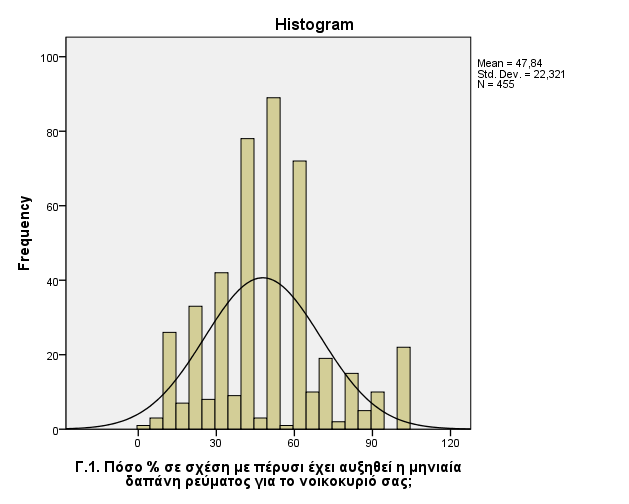 Histogram
Mean = 47,84
Std. Dev. = 22,321
N = 455
Frequency
100
80
60
40
20
0
0 30 60 90 120
Γ.1. Πόσο % σε σχέση με πέρυσι έχει αυξηθεί η μηνιαία
δαπάνη ρεύματος για το νοικοκυριό σας;